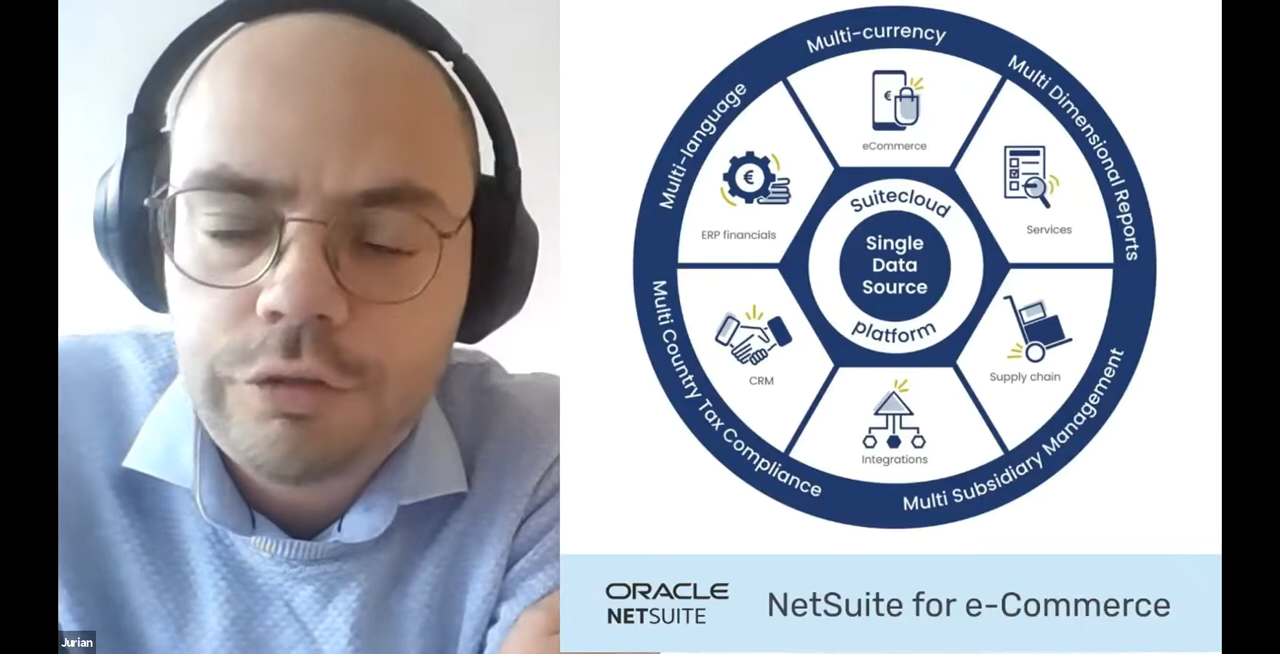 Multi-currency
Multi-language
Multi Dimensional Reports
€
eCommerce
€
ERP financials
Services
Suitecloud
Single
Data
Source
platform
CRM
Supply chain
Integrations
Multi Country Tax Compliance
Multi Subsidiary Management
ORACLE
NETSUITE
NetSuite for e-Commerce
Jurian